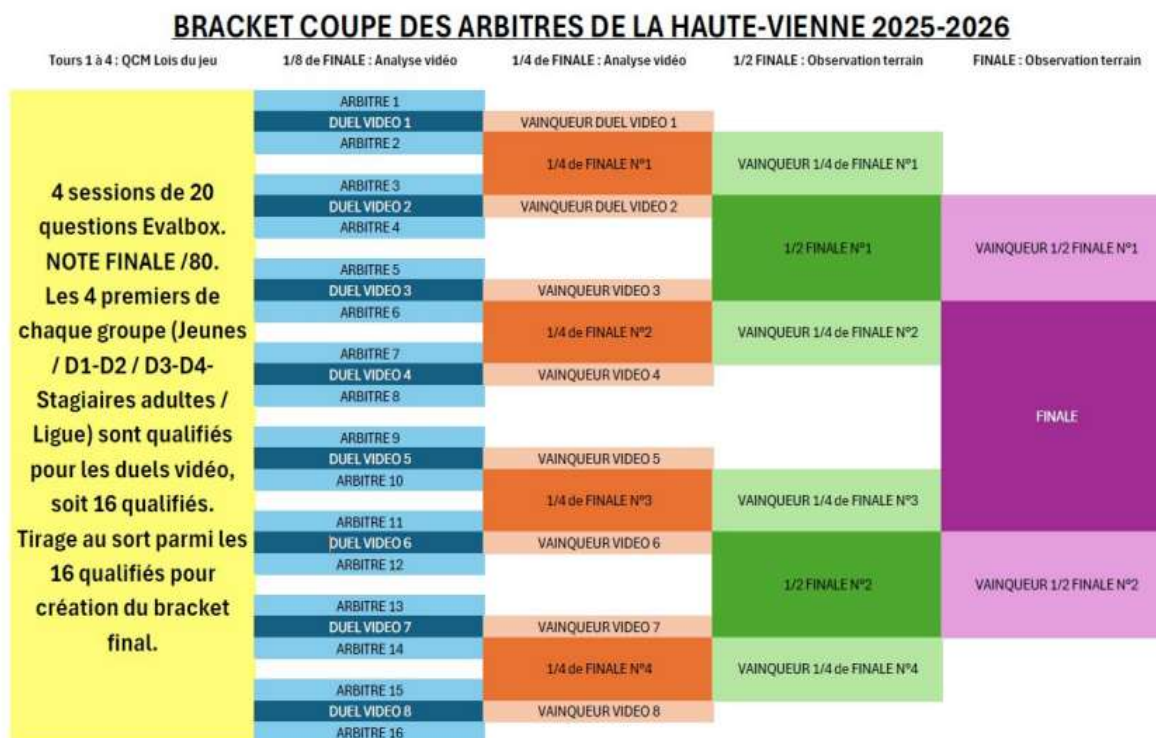 BRACKET COUPE DES ARBITRES DE LA HAUTE-VIENNE 2025-2026
Tours 1 à 4 : QCM Lois du jeu
1/8 de FINALE : Analyse vidéo
1/4 de FINALE : Analyse vidéo
1/2 FINALE : Observation terrain
FINALE : Observation terrain
4 sessions de 20
questions Evalbox.
NOTE FINALE /80.
Les 4 premiers de
chaque groupe (Jeunes
/ D1-D2 / D3-D4-
Stagiaires adultes /
Ligue) sont qualifiés
pour les duels vidéo,
soit 16 qualifiés.
Tirage au sort parmi les
16 qualifiés pour
création du bracket
final.
ARBITRE 1
DUEL VIDEO 1
ARBITRE 2
ARBITRE 3
DUEL VIDEO 2
ARBITRE 4
ARBITRE 5
DUEL VIDEO 3
ARBITRE 6
ARBITRE 7
DUEL VIDEO 4
ARBITRE 8
ARBITRE 9
DUEL VIDEO 5
ARBITRE 10
ARBITRE 11
DUEL VIDEO 6
ARBITRE 12
ARBITRE 13
DUEL VIDEO 7
ARBITRE 14
ARBITRE 15
DUEL VIDEO 8
ARBITRE 16
VAINQUEUR DUEL VIDEO 1
1/4 de FINALE N°1
VAINQUEUR DUEL VIDEO 2
VAINQUEUR VIDEO 3
1/4 de FINALE N°2
VAINQUEUR VIDEO 4
VAINQUEUR VIDEO 5
1/4 de FINALE N°3
VAINQUEUR VIDEO 6
VAINQUEUR VIDEO 7
1/4 de FINALE N°4
VAINQUEUR VIDEO 8
VAINQUEUR 1/4 de FINALE N°1
1/2 FINALE N°1
VAINQUEUR 1/4 de FINALE N°2
VAINQUEUR 1/4 de FINALE N°3
1/2 FINALE N°2
VAINQUEUR 1/4 de FINALE N°4
VAINQUEUR 1/2 FINALE N°1
FINALE
VAINQUEUR 1/2 FINALE N°2